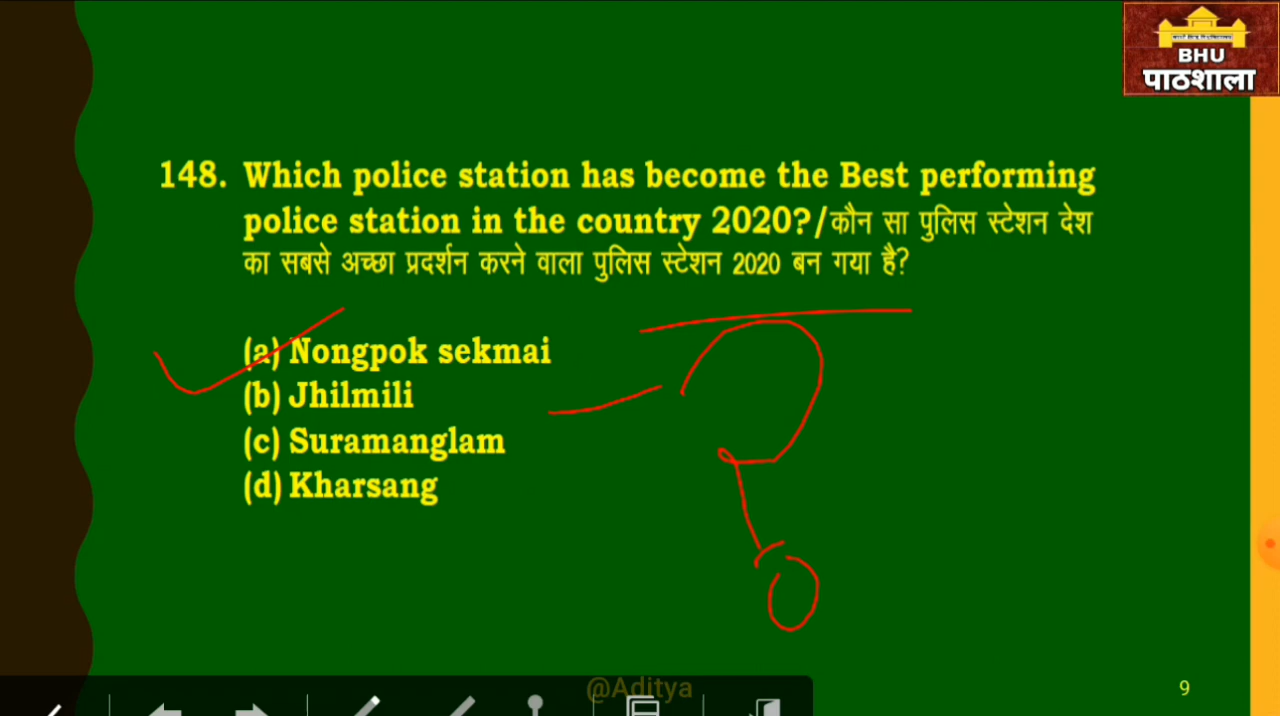 BHU
पाठशाला
148. Which police station has become the Best performing
police station in the country 2020?/कौन सा पुलिस स्टेशन देश
का सबसे अच्छा प्रदर्शन करने वाला पुलिस स्टेशन 2020 बन गया है?
(a) Nongpok sekmai
(b) Jhilmili
(c) Suramanglam
(d) Kharsang
@Aditya
9